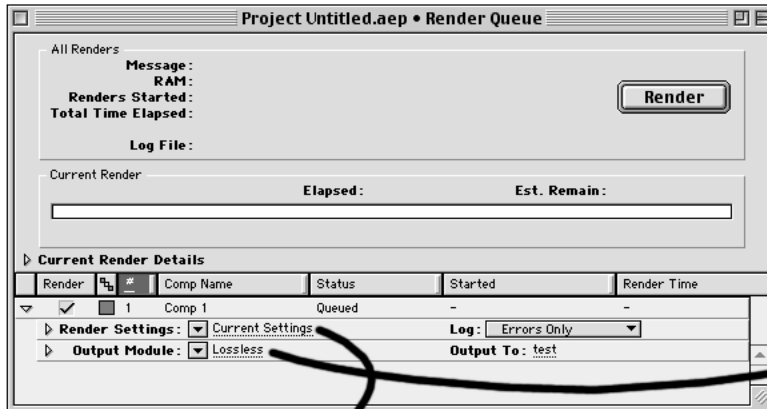 Project Untitled.aep • Render Queue
All Renders
Message:
RAM:
Renders Started:
Total Time Elapsed:
Log File:
Render
Current Render
Elapsed: Est. Remain:
Current Render Details
Render # Comp Name Status Started Render Time
1 Comp 1 Queued - -
Render Settings: Current Settings Log: Errors Only
Output Module: Lossless Output To: test